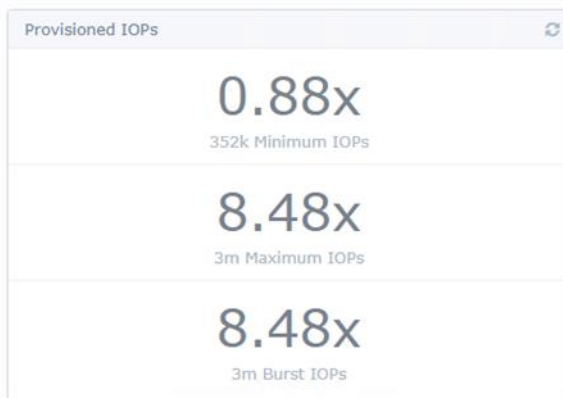 Provisioned IOPs
0.88x
352k Minimum IOPs
8.48x
3m Maximum IOPs
8.48x
3m Burst IOPs